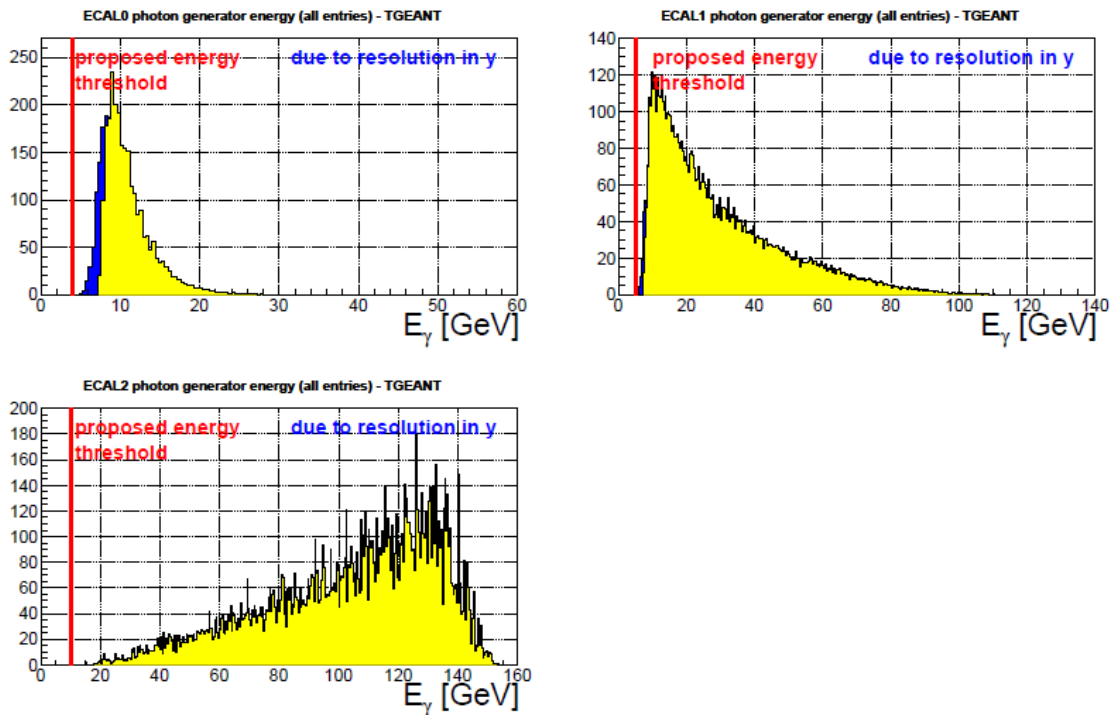 ECAL0 photon generator energy (all entries) - TGEANT
250
200
150
100
50
0
proposed energy
threshold
due to resolution in y
0 10 20 30 40 50 60
E_γ [GeV]
ECAL1 photon generator energy (all entries) - TGEANT
140
120
100
80
60
40
20
0
proposed energy
threshold
due to resolution in y
0 20 40 60 80 100 120 140
E_γ [GeV]
ECAL2 photon generator energy (all entries) - TGEANT
200
180
160
140
120
100
80
60
40
20
0
proposed energy
threshold
due to resolution in y
0 20 40 60 80 100 120 140 160
E_γ [GeV]